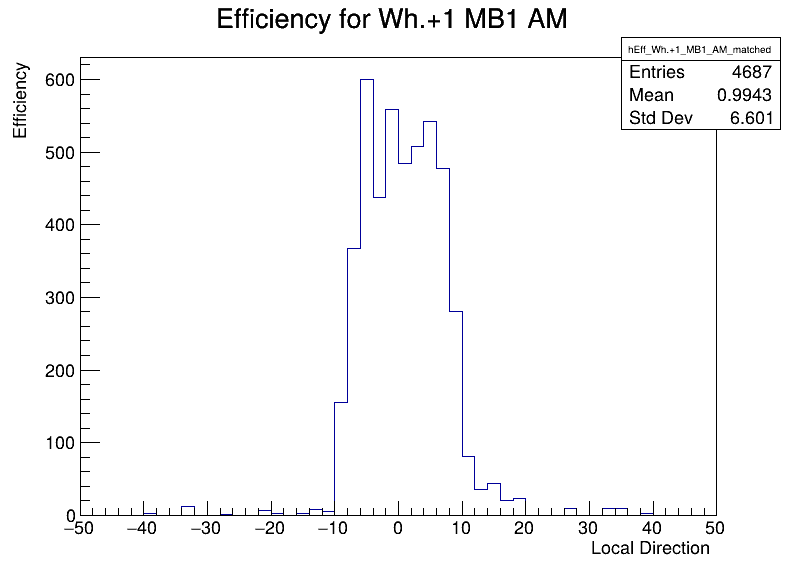 Efficiency for Wh.+1 MB1 AM
hEff_Wh.+1_MB1_AM_matched
Entries 4687
Mean 0.9943
Std Dev 6.601
Efficiency
600
500
400
300
200
100
0
−50 −40 −30 −20 −10 0 10 20 30 40 50
Local Direction